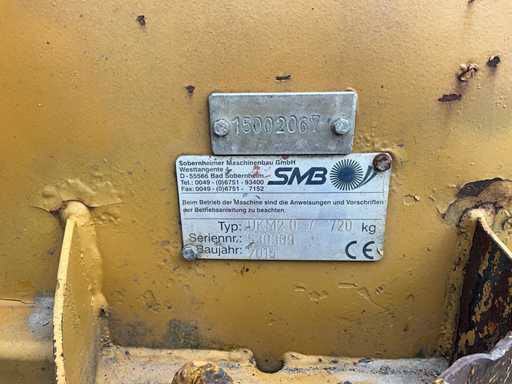 15002067
Sobernheimer Maschinenbau GmbH
Westtangente
D - 55566 Bad Sobernheim
Tel.: 0049 - (0)6751 - 93400
Fax: 0049 - (0)6751 - 7152
SMB
Beim Betrieb der Maschine sind die Anweisungen und Vorschriften
der Betriebsanleitung zu beachten.
Typ: 720 kg
Seriennr.:
Baujahr: CE